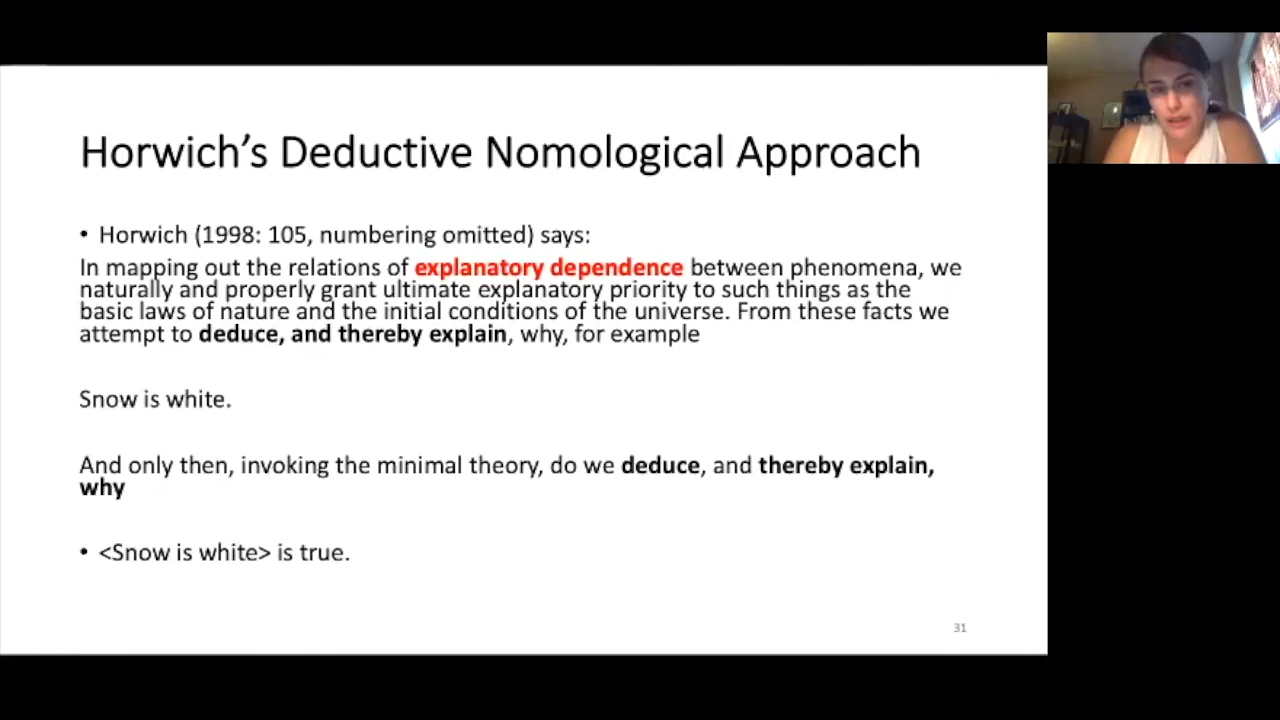 Horwich’s Deductive Nomological Approach
• Horwich (1998: 105, numbering omitted) says:
In mapping out the relations of explanatory dependence between phenomena, we
naturally and properly grant ultimate explanatory priority to such things as the
basic laws of nature and the initial conditions of the universe. From these facts we
attempt to deduce, and thereby explain, why, for example
Snow is white.
And only then, invoking the minimal theory, do we deduce, and thereby explain,
why
• <Snow is white> is true.
31